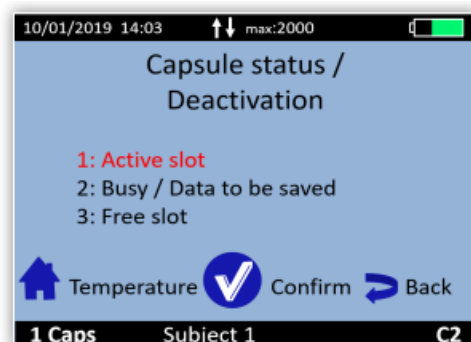 10/01/2019 14:03 max:2000
Capsule status /
Deactivation
1: Active slot
2: Busy / Data to be saved
3: Free slot
Temperature Confirm Back
1 Caps Subject 1 C2